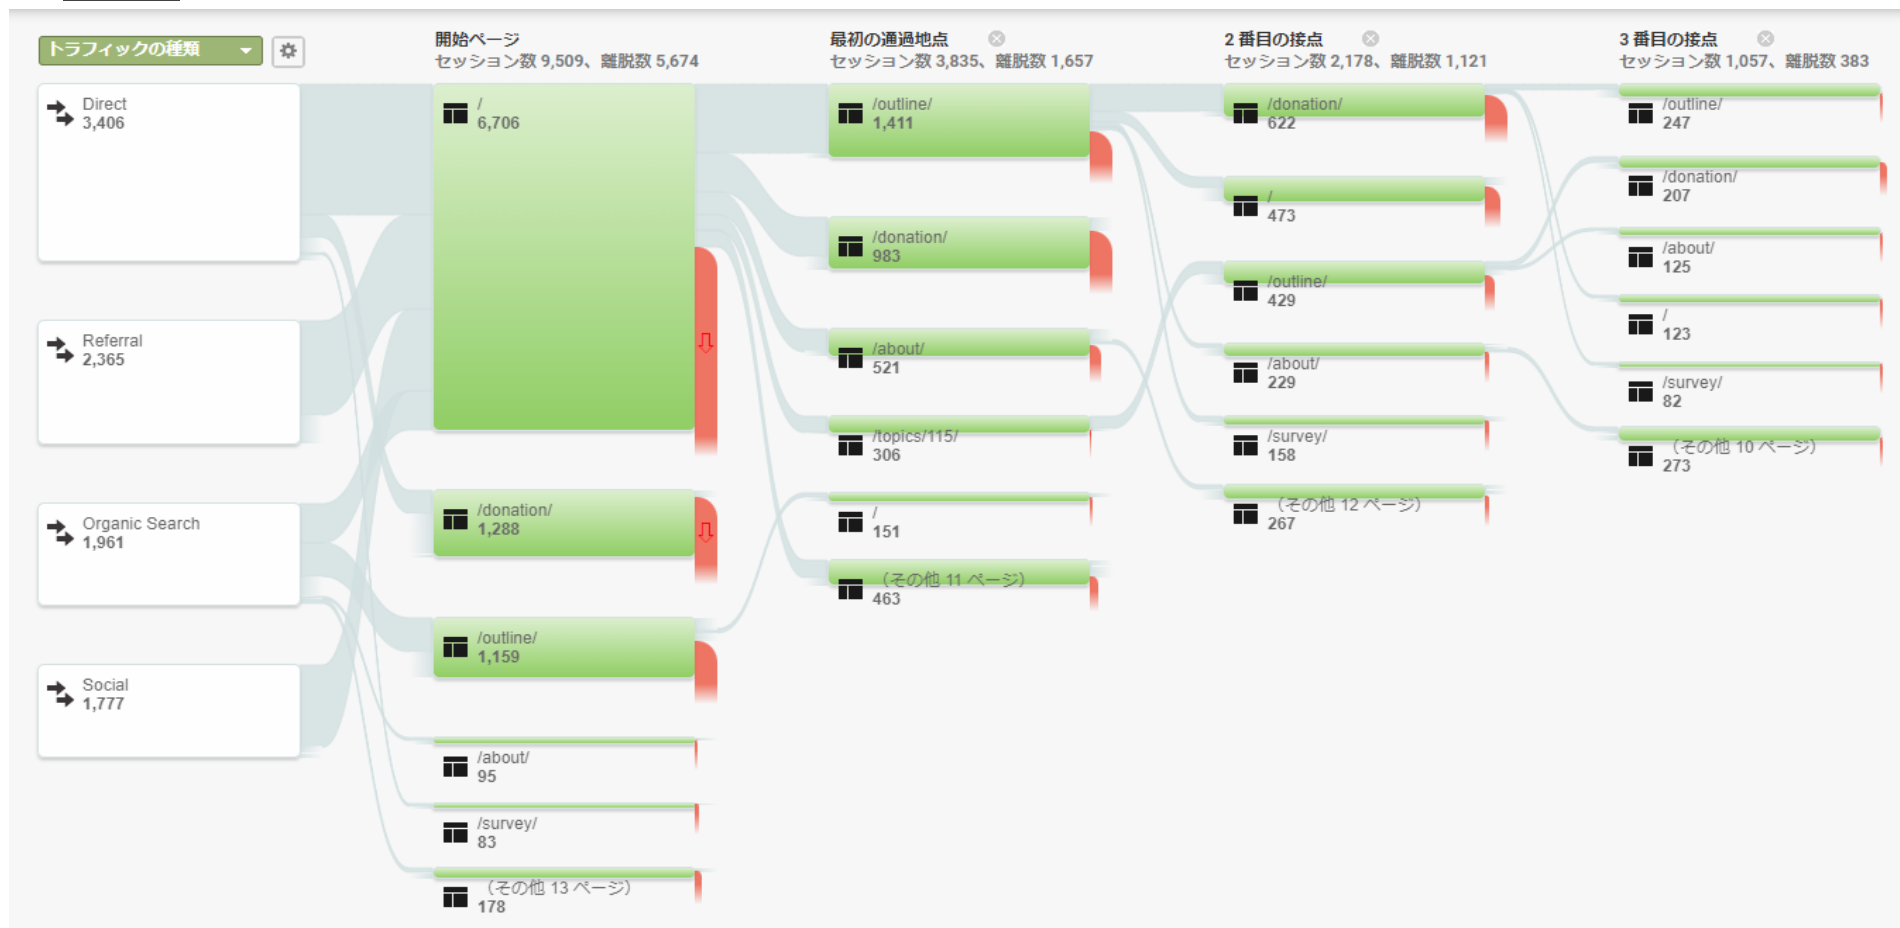 トラフィックの種類
Direct
3,406
Referral
2,365
Organic Search
1,961
Social
1,777
開始ページ
セッション数 9,509、離脱数 5,674
/
6,706
/donation/
1,288
/outline/
1,159
/about/
95
/survey/
83
(その他 13 ページ)
178
最初の通過地点
セッション数 3,835、離脱数 1,657
/outline/
1,411
/donation/
983
/about/
521
/topics/115/
306
/
151
(その他 11 ページ)
463
2 番目の接点
セッション数 2,178、離脱数 1,121
/donation/
622
/
473
/outline/
429
/about/
229
/survey/
158
(その他 12 ページ)
267
3 番目の接点
セッション数 1,057、離脱数 383
/outline/
247
/donation/
207
/about/
125
/
123
/survey/
82
(その他 10 ページ)
273